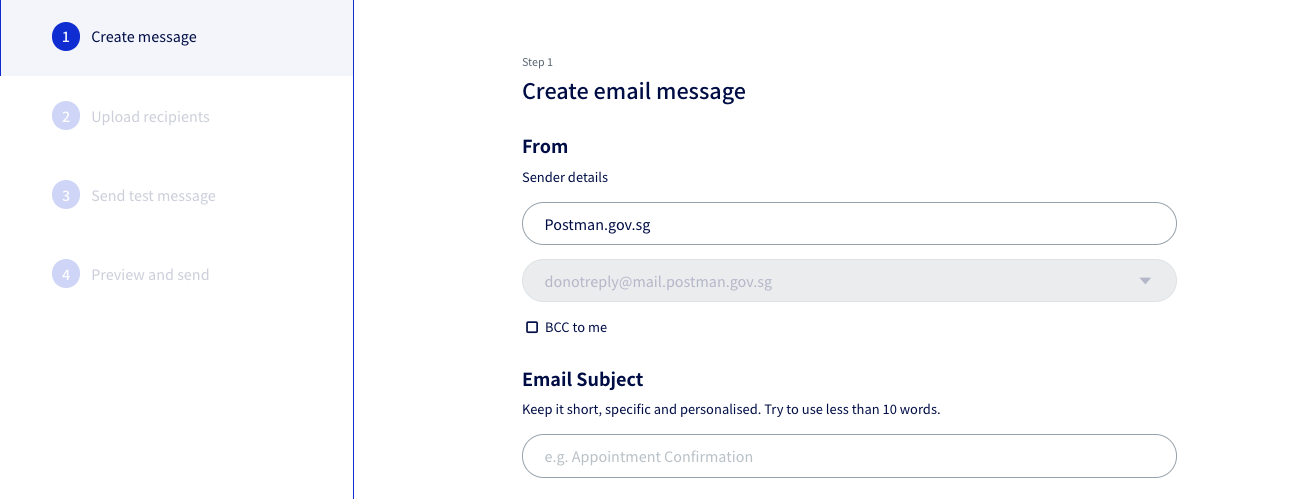 1 Create message
2 Upload recipients
3 Send test message
4 Preview and send
Step 1
Create email message
From
Sender details
Postman.gov.sg
donotreply@mail.postman.gov.sg
BCC to me
Email Subject
Keep it short, specific and personalised. Try to use less than 10 words.
e.g. Appointment Confirmation